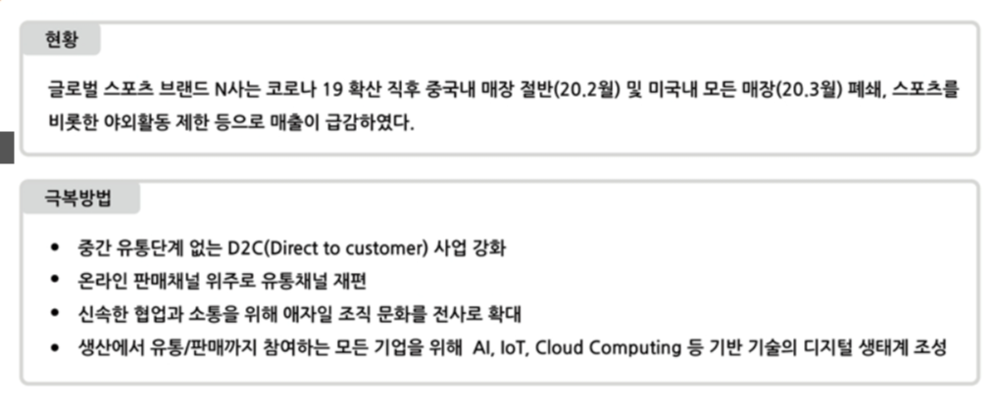 현황
글로벌 스포츠 브랜드 N사는 코로나 19 확산 직후 중국내 매장 절반(20.2월) 및 미국내 모든 매장(20.3월) 폐쇄, 스포츠를
비롯한 야외활동 제한 등으로 매출이 급감하였다.
극복방법
• 중간 유통단계 없는 D2C(Direct to customer) 사업 강화
• 온라인 판매채널 위주로 유통채널 재편
• 신속한 협업과 소통을 위해 애자일 조직 문화를 전사로 확대
• 생산에서 유통/판매까지 참여하는 모든 기업을 위해 AI, IoT, Cloud Computing 등 기반 기술의 디지털 생태계 조성